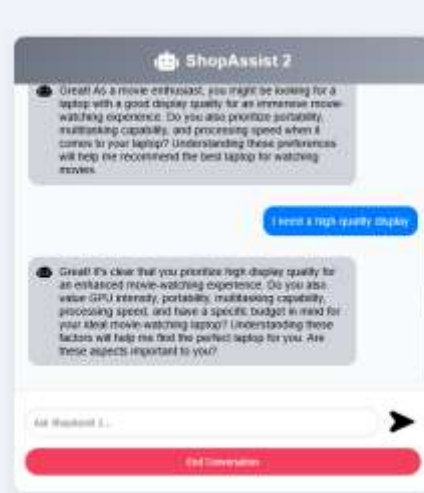 ShopAssist 2
Great! As a movie enthusiast, you might be looking for a
laptop with a good display quality for an immersive movie-
watching experience. Do you also prioritize portability,
multitasking capability, and processing speed when it
comes to your laptop? Understanding these preferences
will help me recommend the best laptop for watching
movies.
I need a high quality display
Great! It's clear that you prioritize high display quality for
an enhanced movie-watching experience. Do you also
value GPU intensity, portability, multitasking capability,
processing speed, and have a specific budget in mind for
your ideal movie-watching laptop? Understanding these
factors will help me find the perfect laptop for you. Are
these aspects important to you?
Ask ShopAssist 2...
End Conversation